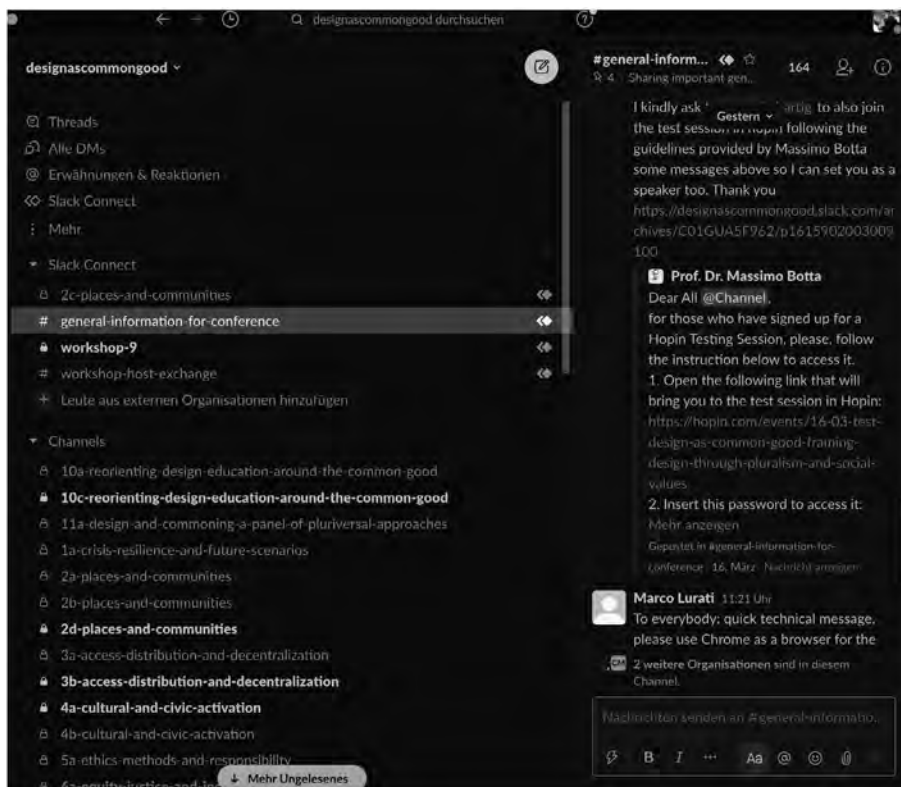 designascommongood durchsuchen
designascommongood
Threads
Alle DMs
@ Erwähnungen & Reaktionen
Slack Connect
Mehr
Slack Connect
2c-places-and-communities
# general-information-for-conference
workshop-9
# workshop-host-exchange
+ Leute aus externen Organisationen hinzufügen
Channels
10a-reorienting-design-education-around-the-common-good
10c-reorienting-design-education-around-the-common-good
11a-design-and-commoning-a-panel-of-pluriversal-approaches
1a-crisis-resilience-and-future-scenarios
2a-places-and-communities
2b-places-and-communities
2d-places-and-communities
3a-access-distribution-and-decentralization
3b-access-distribution-and-decentralization
4a-cultural-and-civic-activation
4b-cultural-and-civic-activation
5a-ethics-methods-and-responsibility
Mehr Ungelesenes
#general-inform...
164
4 Sharing important gen...
Gestern
I kindly ask to also join
the test session in hopin following the
guidelines provided by Massimo Botta
some messages above so I can set you as a
speaker too. Thank you
https://designascommongood.slack.com/ar
chives/C01GUA5F962/p1615902003009
100
Prof. Dr. Massimo Botta
Dear All @Channel,
for those who have signed up for a
Hopin Testing Session, please, follow
the instruction below to access it.
1. Open the following link that will
bring you to the test session in Hopin:
https://hopin.com/events/16-03-test-
design-as-common-good-framing-
design-through-pluralism-and-social-
values
2. Insert this password to access it:
Mehr anzeigen
Gepostet in #general-information-for-
conference 16. März Nachricht anzeigen
Marco Lurati 11:21 Uhr
To everybody: quick technical message,
please use Chrome as a browser for the
CM
2 weitere Organisationen sind in diesem
Channel.
Nachrichten senden an #general-informatio...
B I ... Aa @